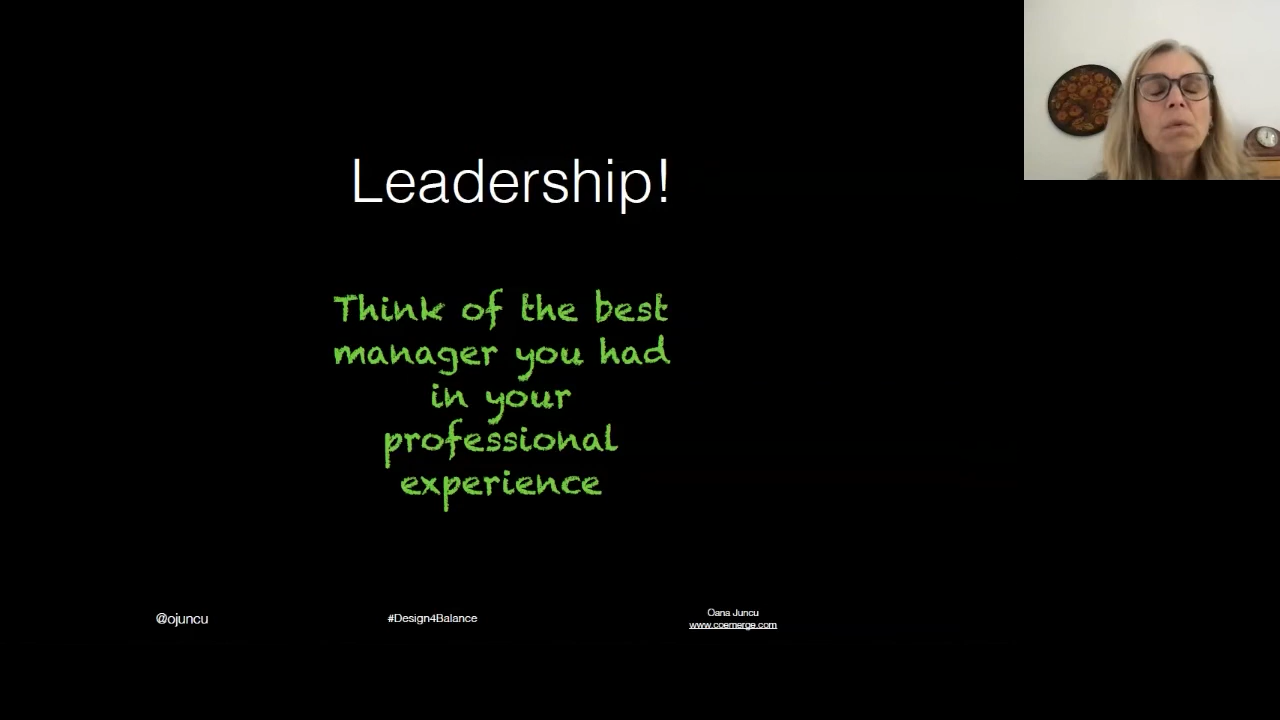 Leadership!
Think of the best
manager you had
in your
professional
experience
@ojuncu
#Design4Balance
Oana Juncu
www.coemerge.com